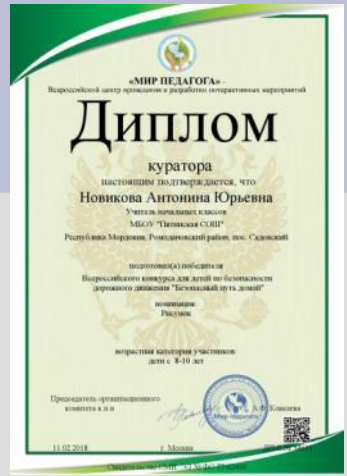 «МИР ПЕДАГОГА» -
Всероссийский центр проведения и разработки интерактивных мероприятий
Диплом
куратора
настоящим подтверждается, что
Новикова Антонина Юрьевна
Учитель начальных классов
МБОУ "Пятинская СОШ"
Республика Мордовия, Ромодановский район, пос. Садовский
подготовил(а) победителя
Всероссийского конкурса для детей по безопасности
дорожного движения "Безопасный путь домой"
номинация:
Рисунок
возрастная категория участников:
дети с 8-10 лет
Председатель организационного
комитета к.п.н
А.Ф. Ковалева
11.02.2018
г. Москва